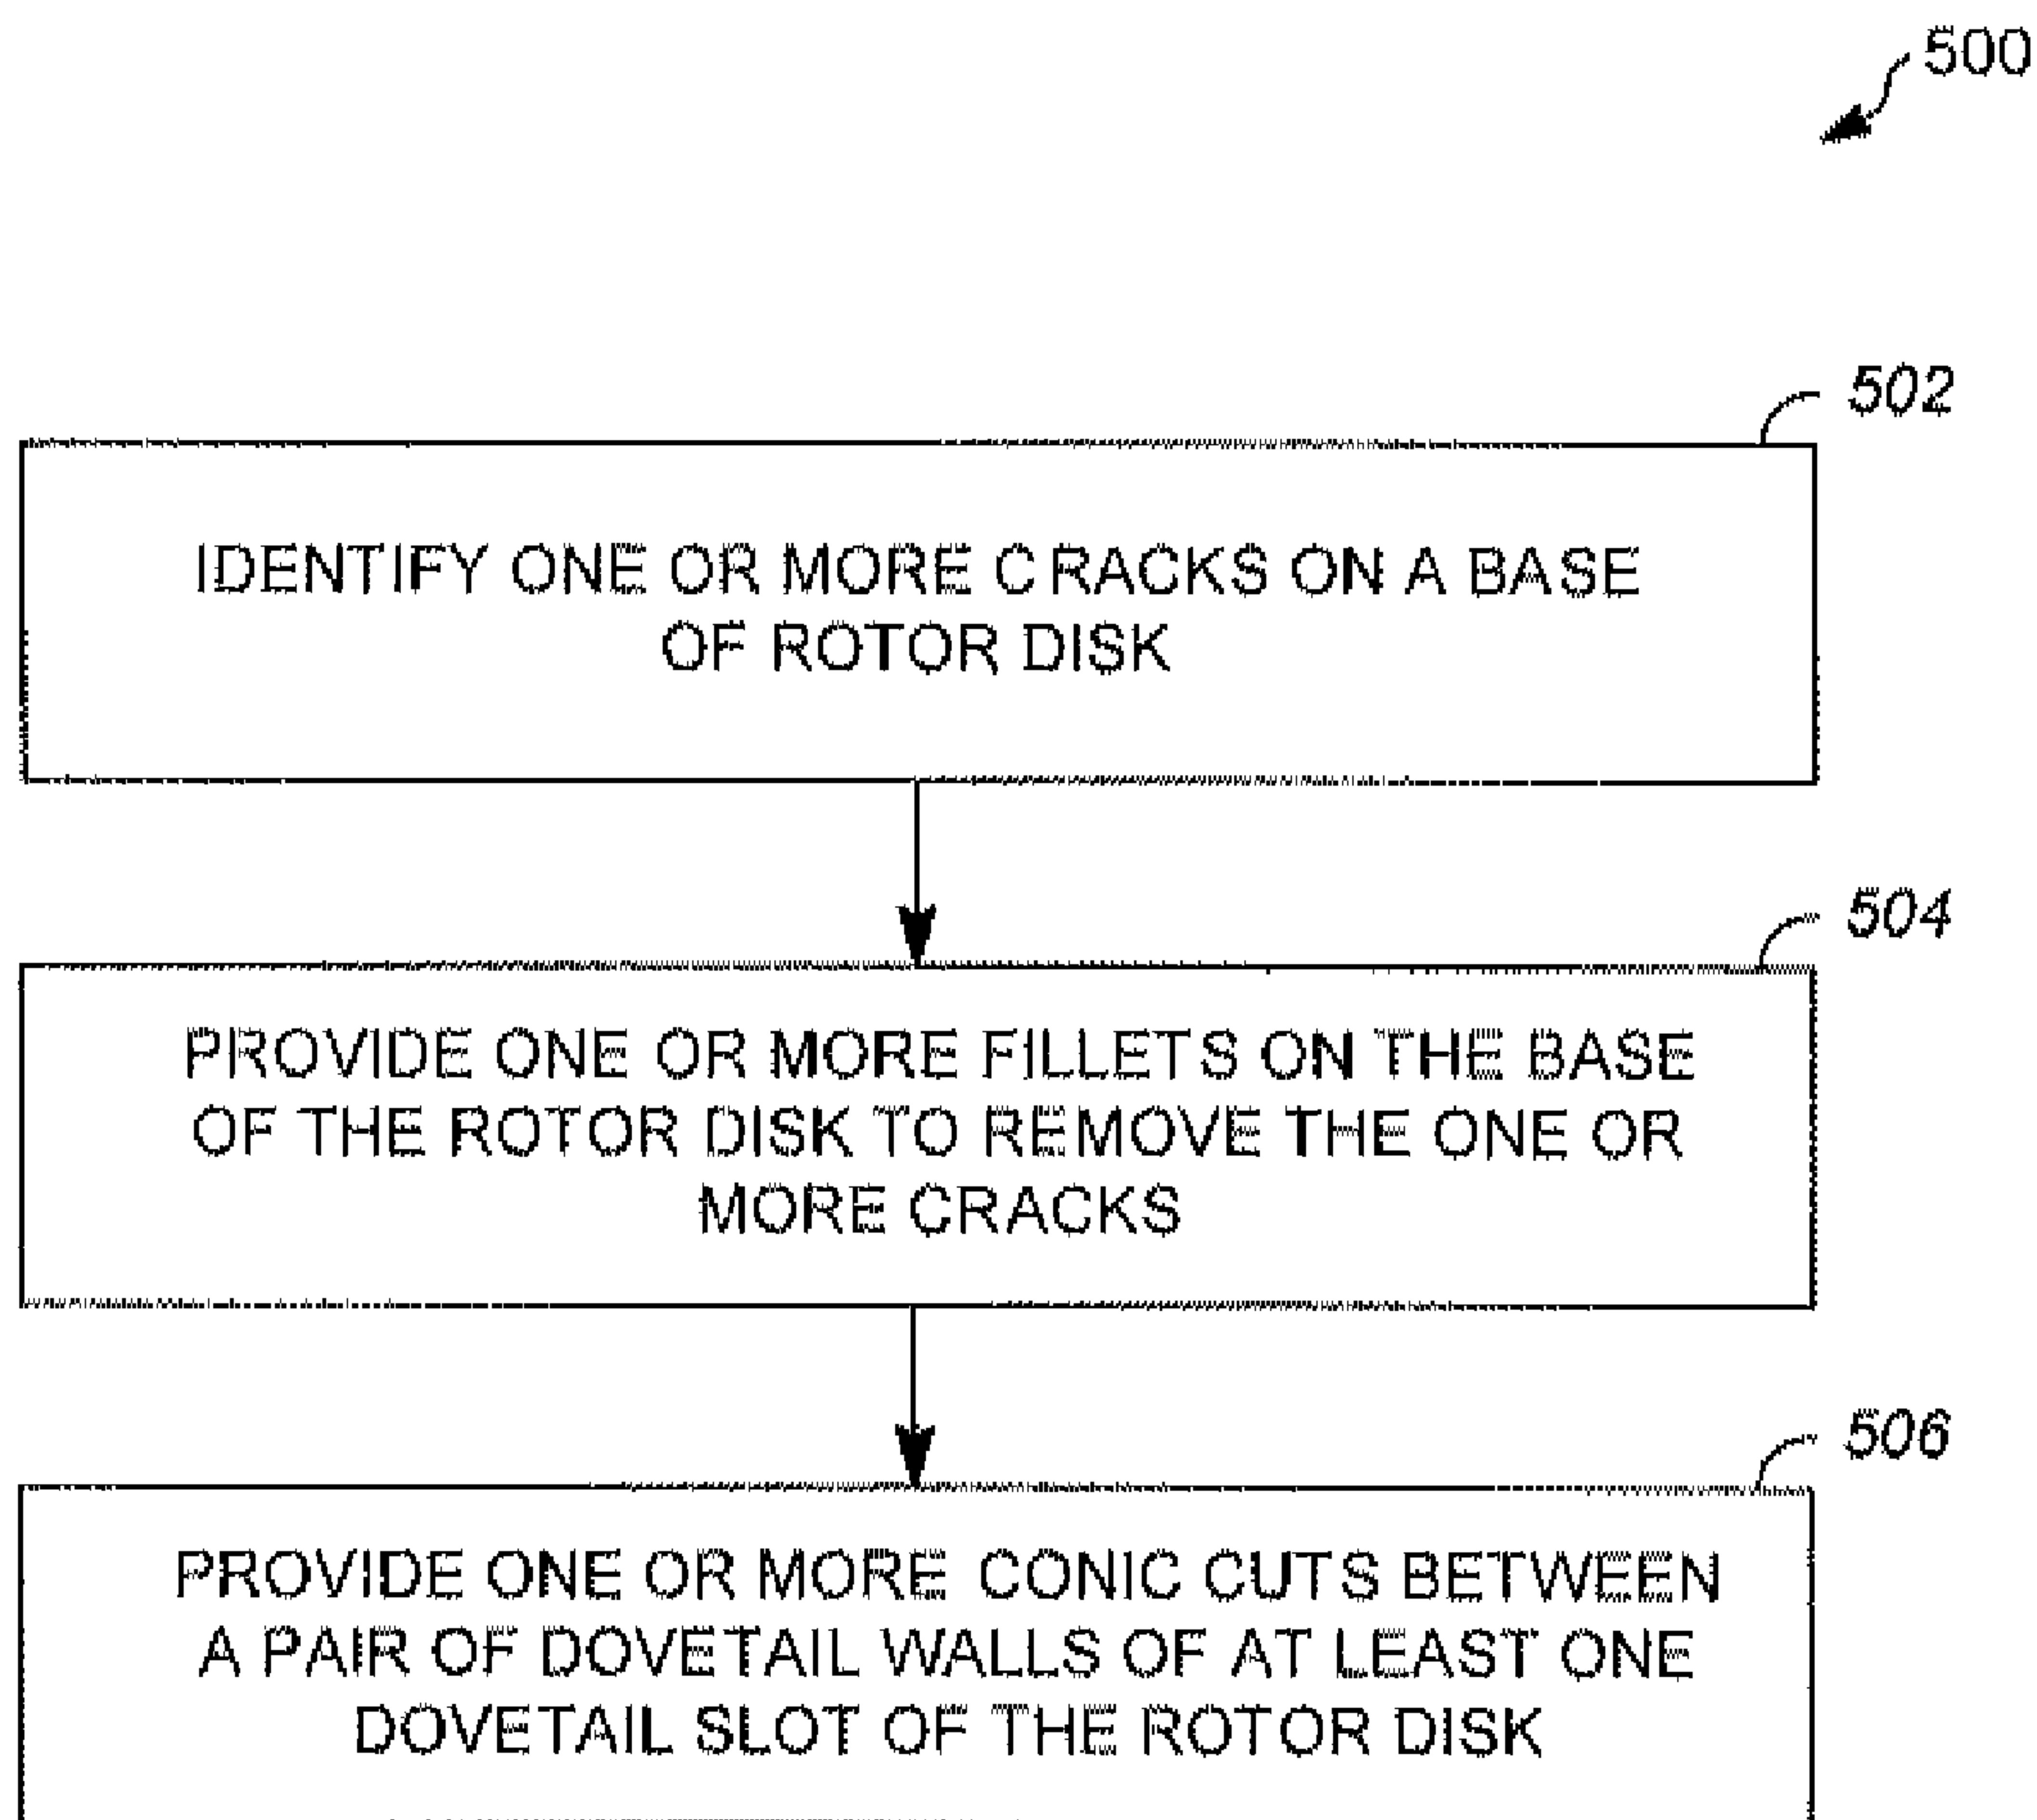 500
502
IDENTIFY ONE OR MORE CRACKS ON A BASE
OF ROTOR DISK
504
PROVIDE ONE OR MORE FILLETS ON THE BASE
OF THE ROTOR DISK TO REMOVE THE ONE OR
MORE CRACKS
506
PROVIDE ONE OR MORE CONIC CUTS BETWEEN
A PAIR OF DOVETAIL WALLS OF AT LEAST ONE
DOVETAIL SLOT OF THE ROTOR DISK